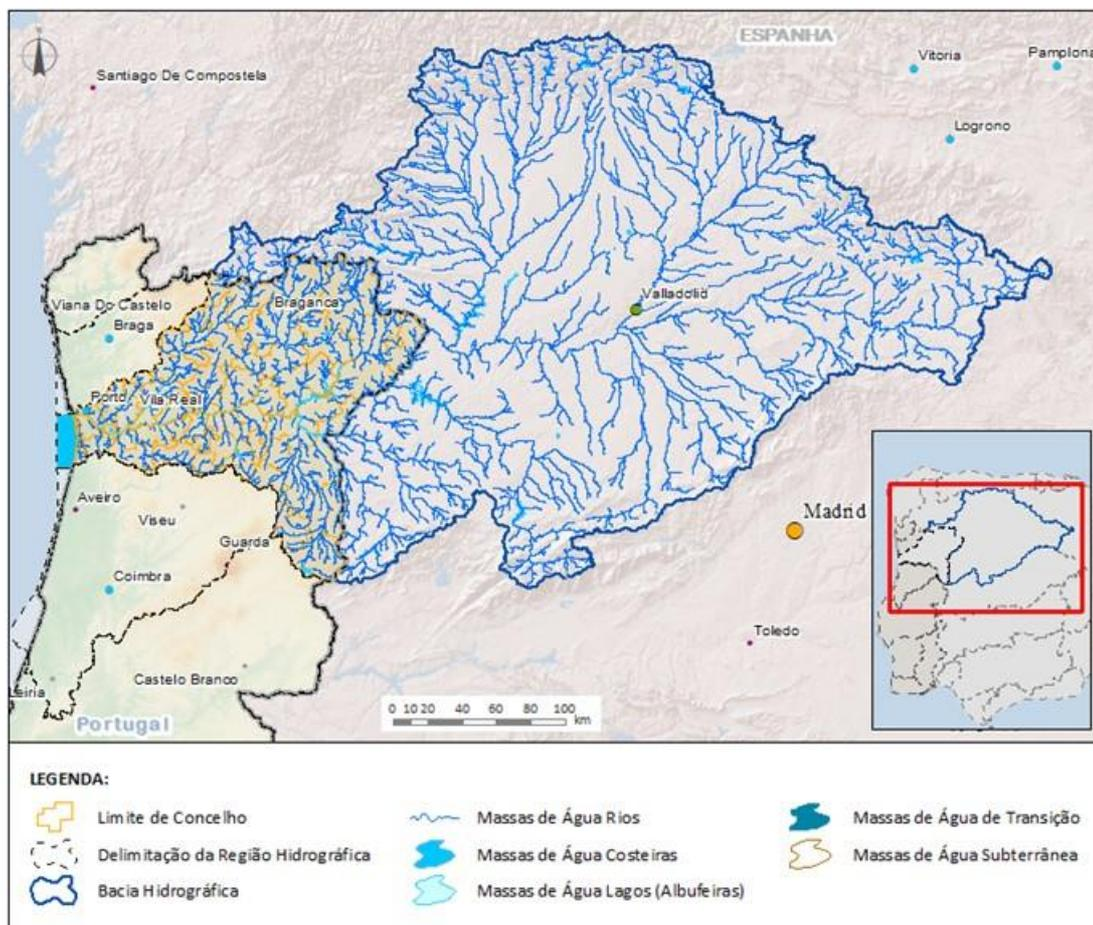 ESPANHA
Santiago De Compostela
Vitoria
Pamplona
Logrono
Viana Do Castelo
Braga
Bragança
Valladolid
Porto
Vila Real
Aveiro
Viseu
Guarda
Coimbra
Madrid
Toledo
Leiria
Castelo Branco
Portugal
0 10 20 40 60 80 100
km
LEGENDA:
Limite de Concelho
Massas de Água Rios
Massas de Água de Transição
Delimitação da Região Hidrográfica
Massas de Água Costeiras
Massas de Água Subterrânea
Bacia Hidrográfica
Massas de Água Lagos (Albufeiras)